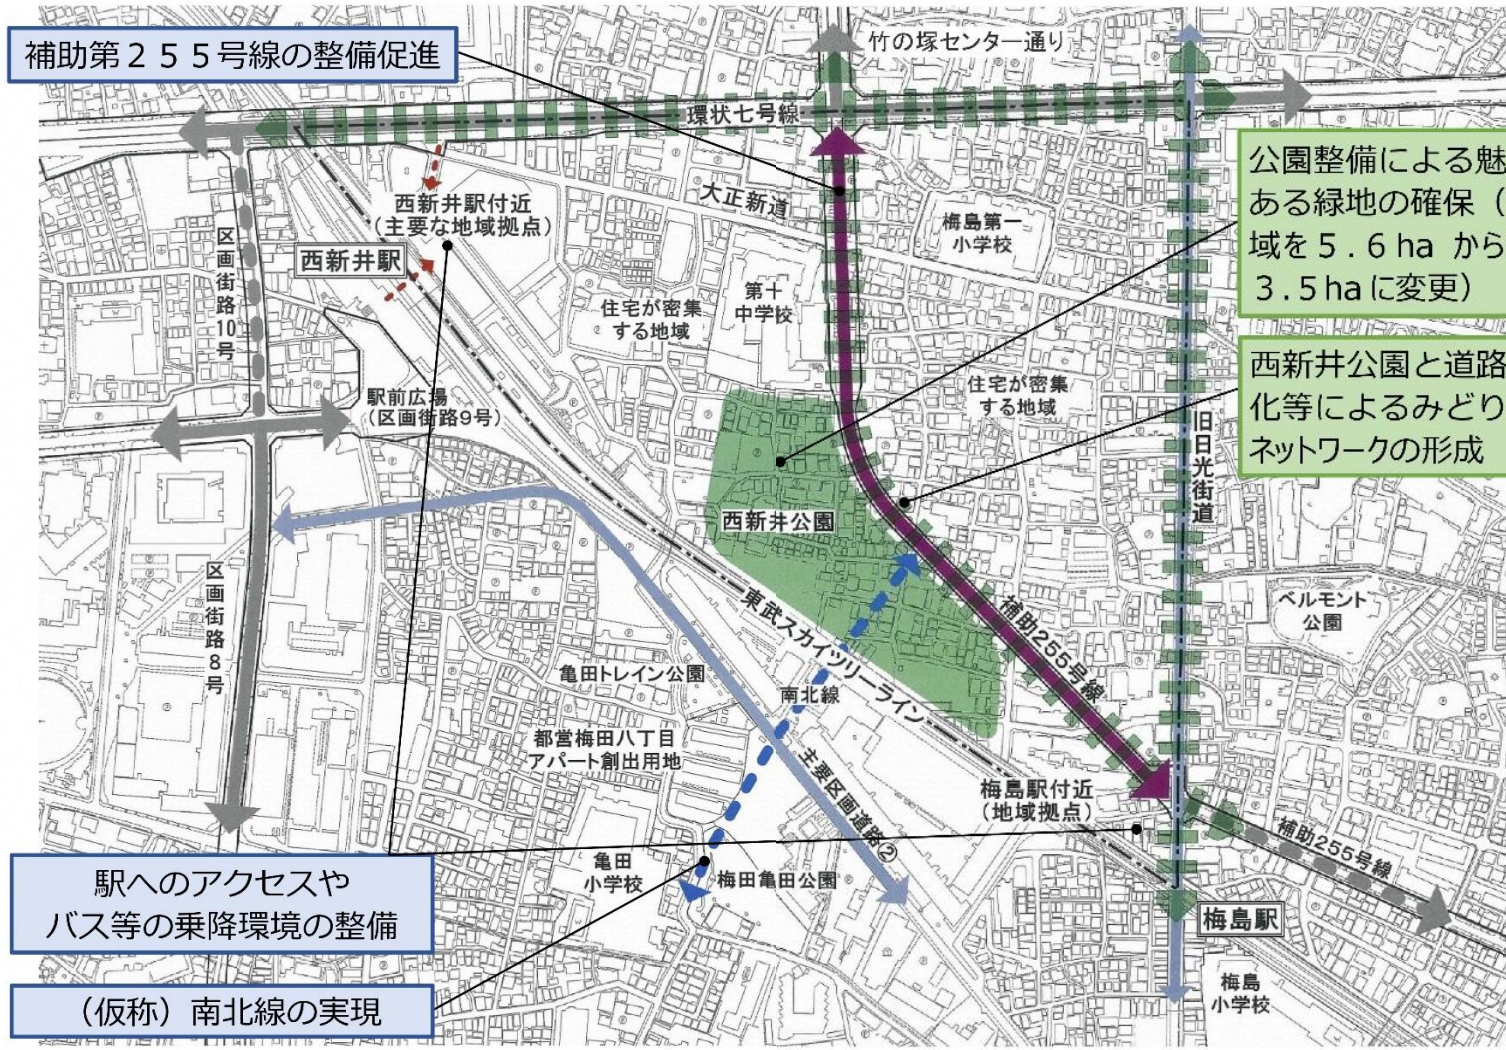 補助第２５５号線の整備促進
竹の塚センター通り
環状七号線
公園整備による魅
ある緑地の確保（
域を５.６ha から
３.５haに変更）
西新井駅付近
（主要な地域拠点）
大正新道
梅島第一
小学校
西新井駅
区画街路10号
住宅が密集
する地域
第十
中学校
西新井公園と道路
化等によるみどり
ネットワークの形成
住宅が密集
する地域
駅前広場
（区画街路9号）
旧日光街道
西新井公園
区画街路８号
東武スカイツリーライン
補助255号線
ベルモント
公園
亀田トレイン公園
南北線
都営梅田八丁目
アパート創出用地
主要区画道路②
梅島駅付近
（地域拠点）
補助255号線
亀田
小学校
梅田亀田公園
駅へのアクセスや
バス等の乗降環境の整備
梅島駅
梅島
小学校
（仮称）南北線の実現